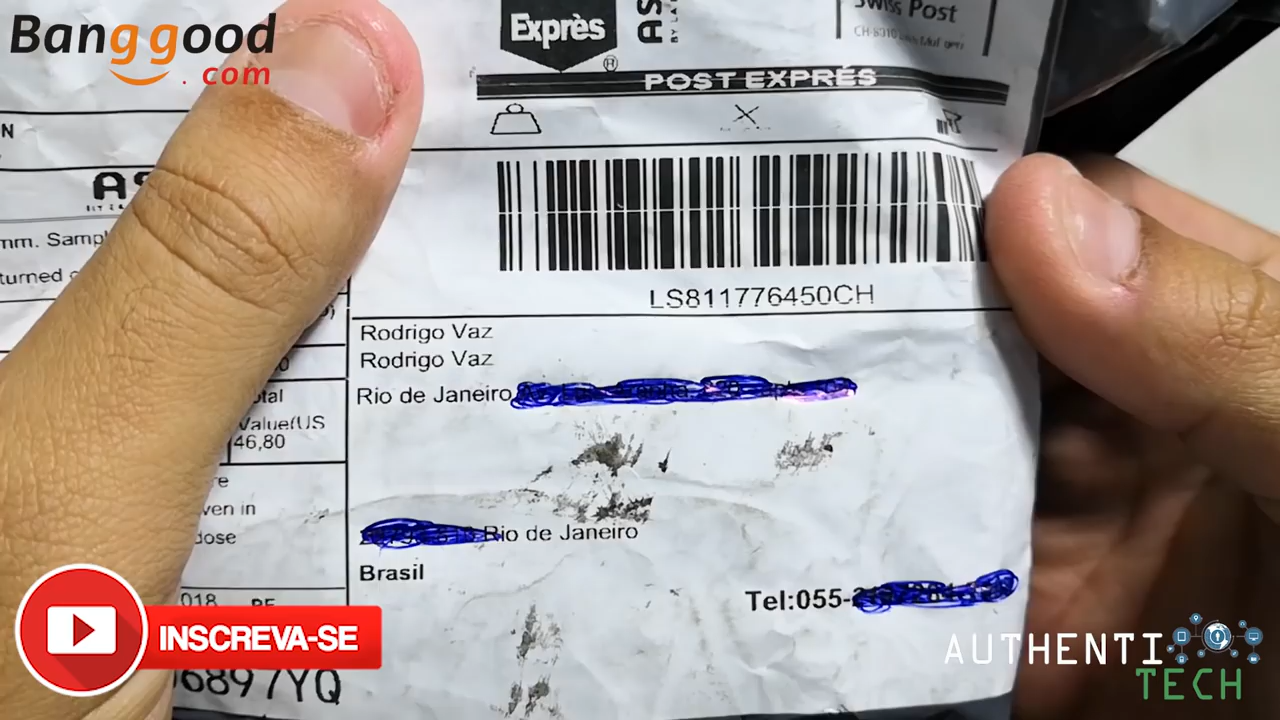 Banggood
.com
Exprès
®
AS
Swiss Post
POST EXPRÉS
N
AS
mm. Sampl
turned
LS811776450CH
Rodrigo Vaz
Rodrigo Vaz
Rio de Janeiro
otal
Value(US
46,80
re
ven in
dose
Rio de Janeiro
Brasil
Tel:055-
018
INSCREVA-SE
6897YQ
AUTHENTI
TECH